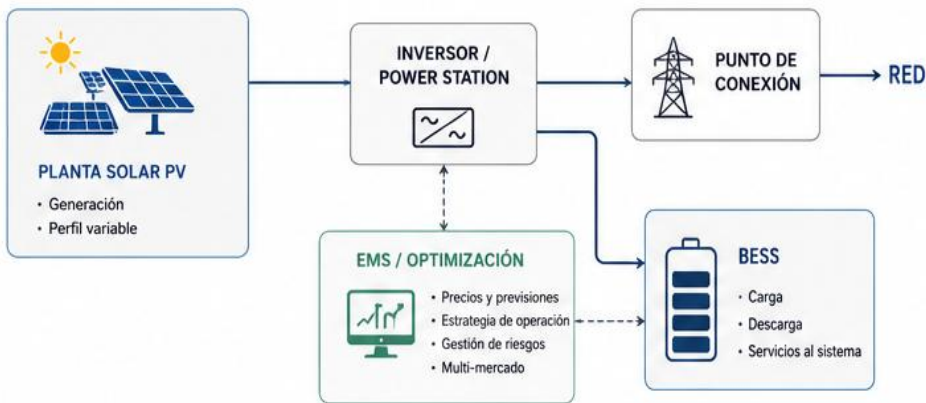 PLANTA SOLAR PV
• Generación
• Perfil variable
INVERSOR /
POWER STATION
PUNTO DE
CONEXIÓN
RED
EMS / OPTIMIZACIÓN
• Precios y previsiones
• Estrategia de operación
• Gestión de riesgos
• Multi-mercado
BESS
• Carga
• Descarga
• Servicios al sistema